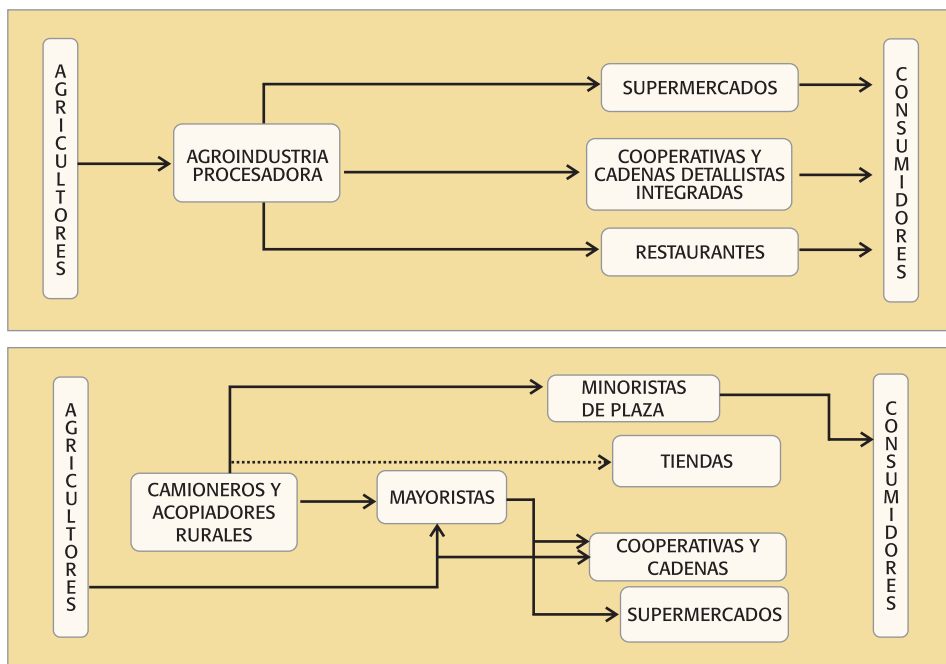 AGRICULTORES
AGROINDUSTRIA
PROCESADORA
SUPERMERCADOS
COOPERATIVAS Y
CADENAS DETALLISTAS
INTEGRADAS
RESTAURANTES
CONSUMIDORES
AGRICULTORES
CAMIONEROS Y
ACOPIADORES
RURALES
MAYORISTAS
MINORISTAS
DE PLAZA
TIENDAS
COOPERATIVAS Y
CADENAS
SUPERMERCADOS
CONSUMIDORES